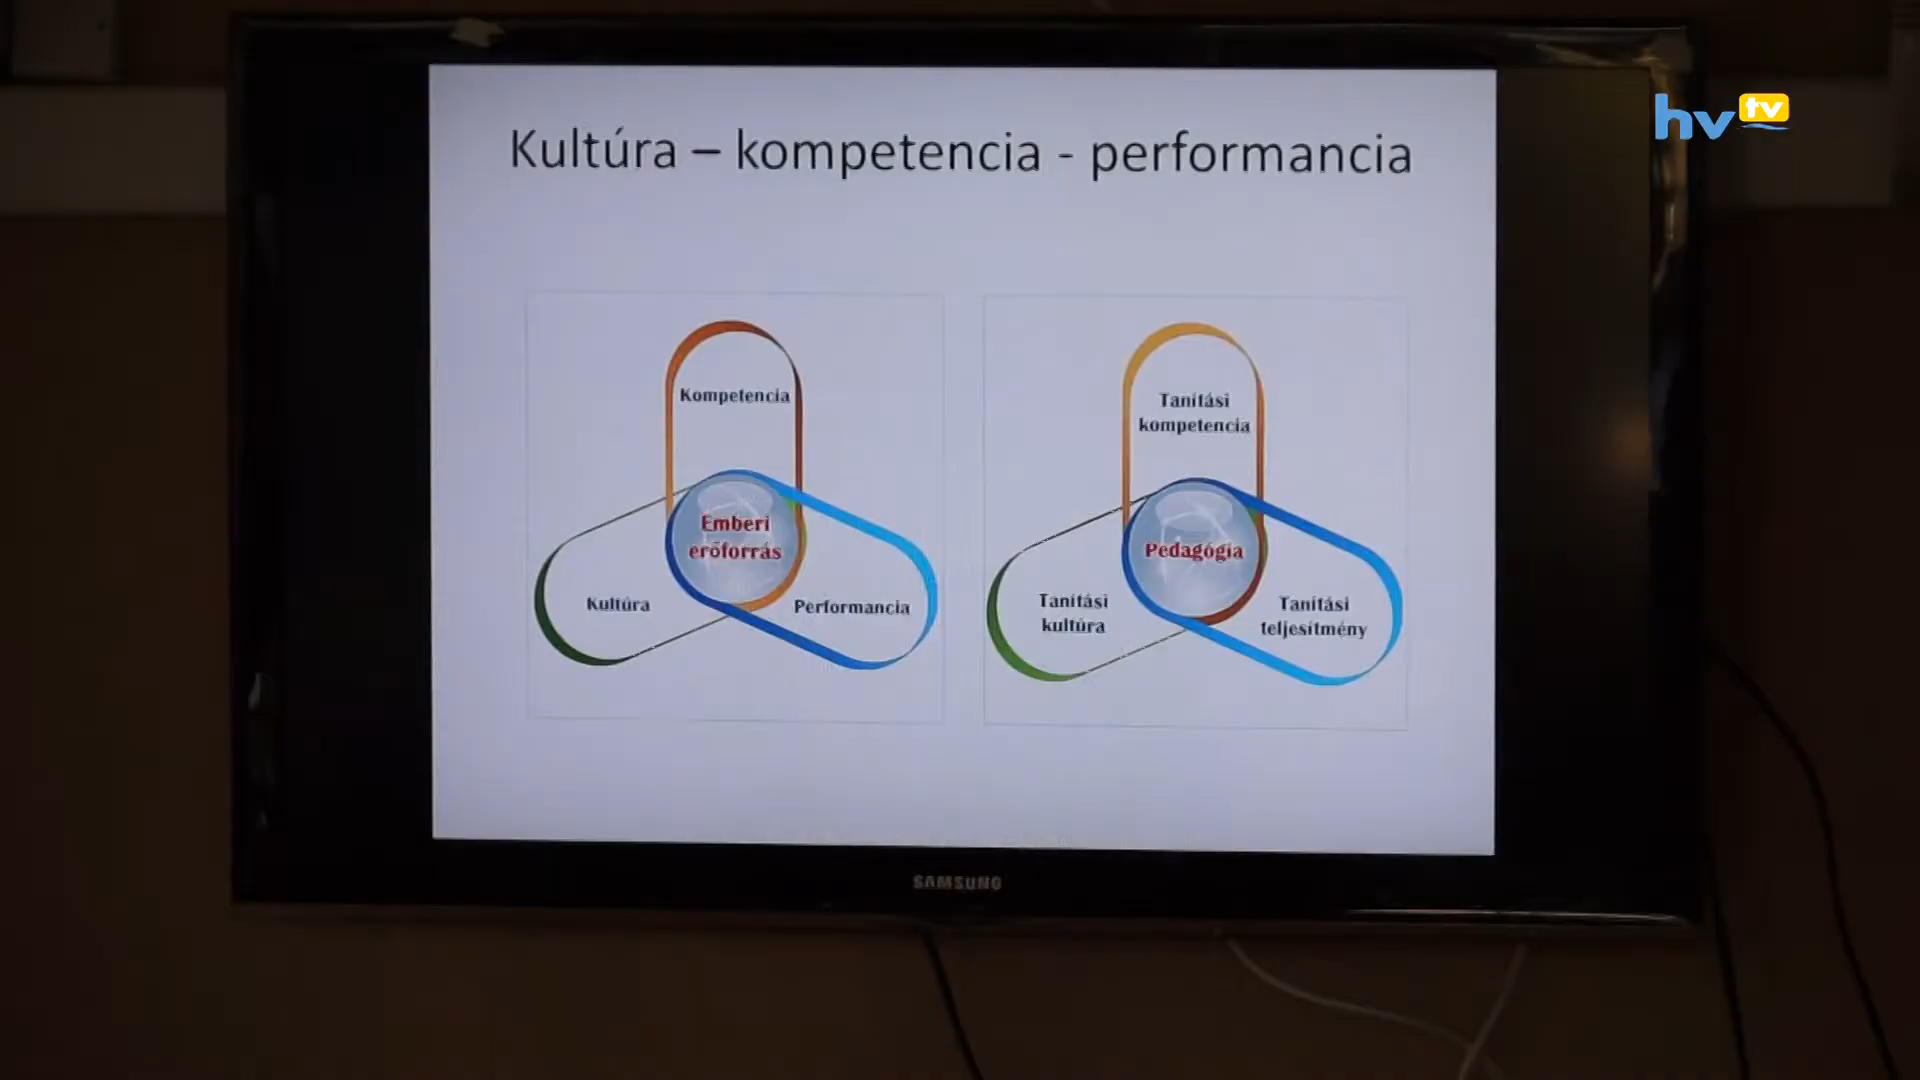 hv tv
Kultúra – kompetencia - performancia
Kompetencia
Emberi
erőforrás
Kultúra
Performancia
Tanítási
kompetencia
Pedagógia
Tanítási
kultúra
Tanítási
teljesítmény
SAMSUNG